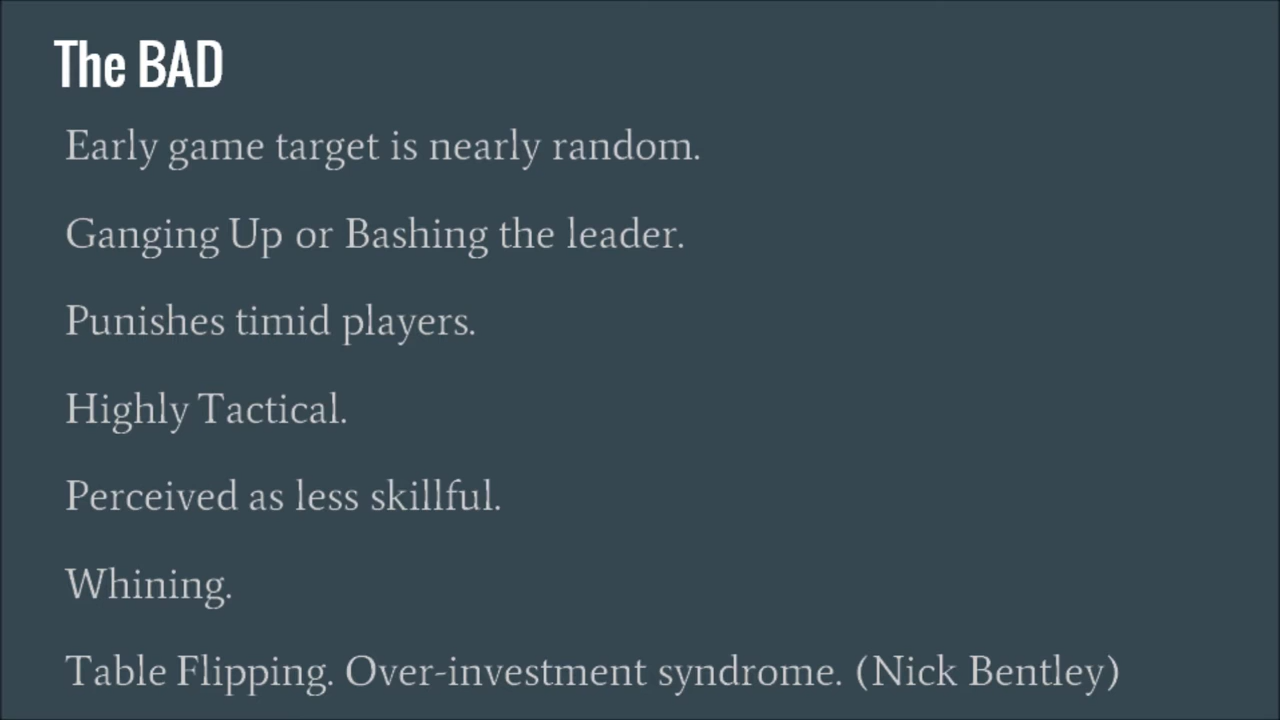 The BAD
Early game target is nearly random.
Ganging Up or Bashing the leader.
Punishes timid players.
Highly Tactical.
Perceived as less skillful.
Whining.
Table Flipping. Over-investment syndrome. (Nick Bentley)